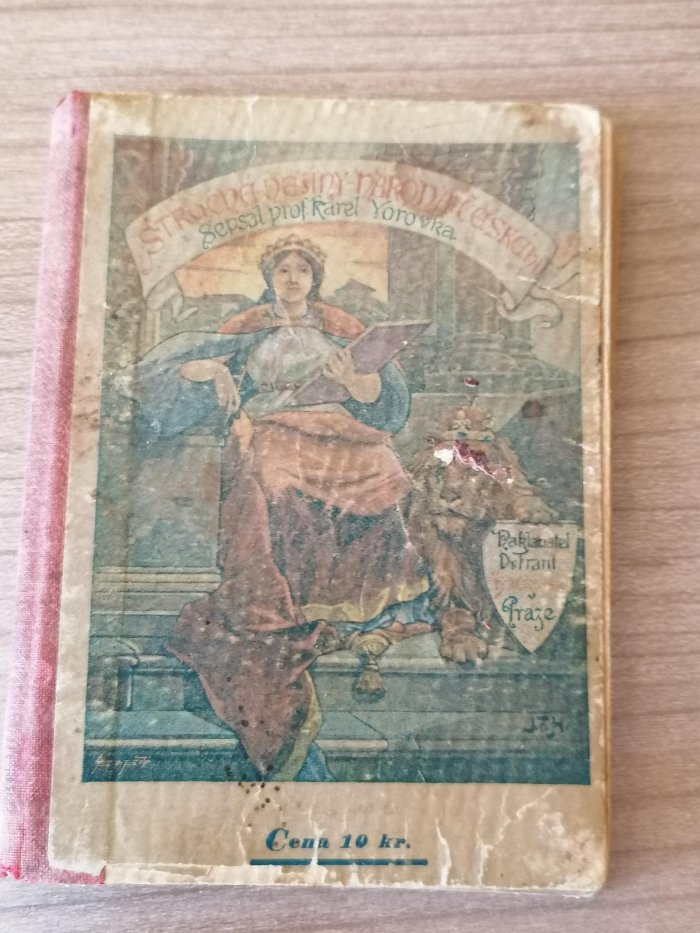 STRUČNÉ DĚJINY NÁRODA ČESKÉHO
Sepsal prof. Karel Vorovka
Nakladatel
Dr. Frant
Praze
Cena 10 kr.